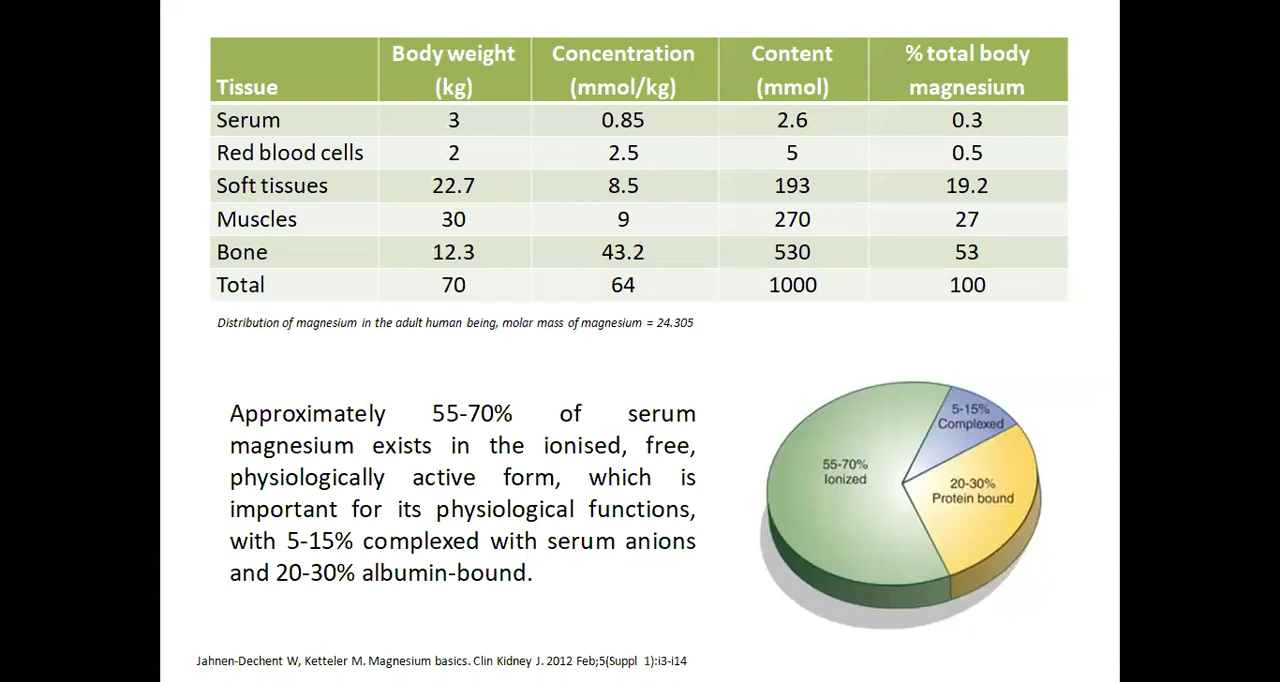 Tissue Body weight (kg) Concentration (mmol/kg) Content (mmol) % total body magnesium
Serum 3 0.85 2.6 0.3
Red blood cells 2 2.5 5 0.5
Soft tissues 22.7 8.5 193 19.2
Muscles 30 9 270 27
Bone 12.3 43.2 530 53
Total 70 64 1000 100
Distribution of magnesium in the adult human being, molar mass of magnesium = 24.305
Approximately 55-70% of serum
magnesium exists in the ionised, free,
physiologically active form, which is
important for its physiological functions,
with 5-15% complexed with serum anions
and 20-30% albumin-bound.
5-15%
Complexed
55-70%
Ionized
20-30%
Protein bound
Jahnen-Dechent W, Ketteler M. Magnesium basics. Clin Kidney J. 2012 Feb;5(Suppl 1):i3-i14